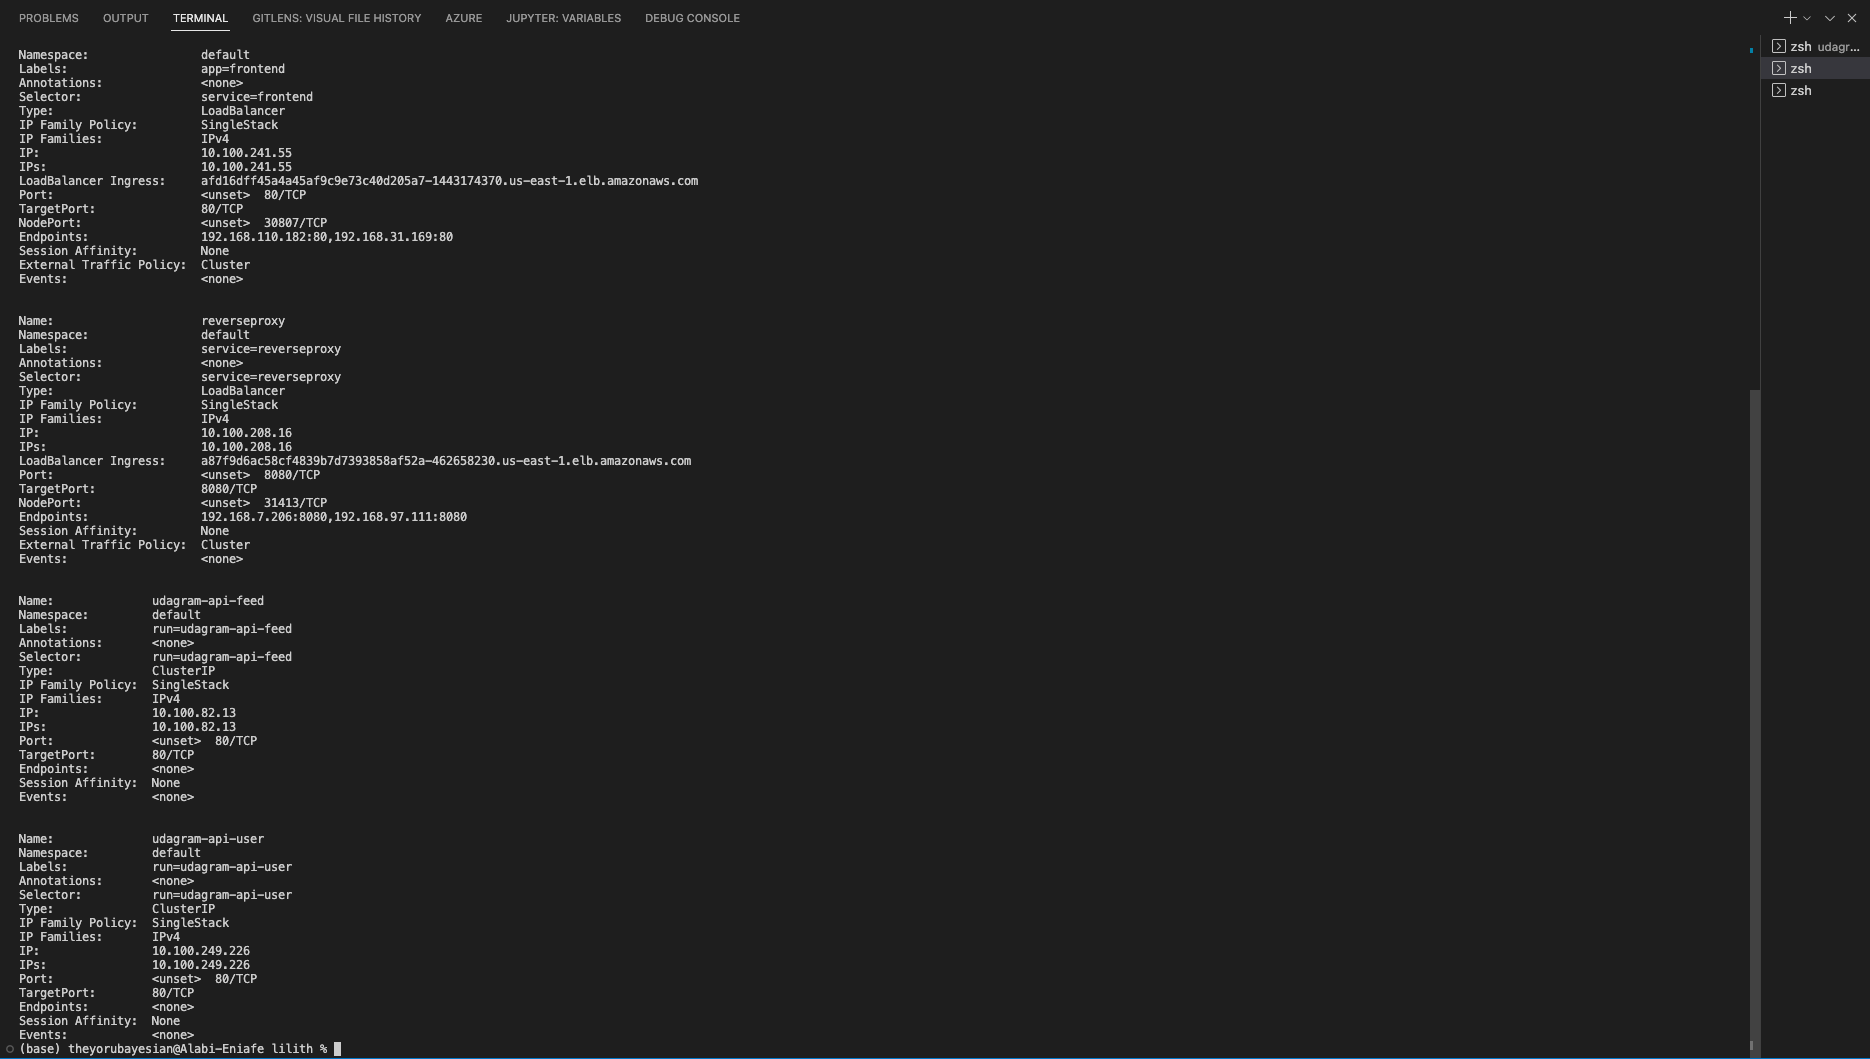 PROBLEMS OUTPUT TERMINAL GITLENS: VISUAL FILE HISTORY AZURE JUPYTER: VARIABLES DEBUG CONSOLE
zsh udagr...
zsh
zsh
Namespace: default
Labels: app=frontend
Annotations: <none>
Selector: service=frontend
Type: LoadBalancer
IP Family Policy: SingleStack
IP Families: IPv4
IP: 10.100.241.55
IPs: 10.100.241.55
LoadBalancer Ingress: afd16dff45a4a45af9c9e73c40d205a7-1443174370.us-east-1.elb.amazonaws.com
Port: <unset> 80/TCP
TargetPort: 80/TCP
NodePort: <unset> 30807/TCP
Endpoints: 192.168.110.182:80,192.168.31.169:80
Session Affinity: None
External Traffic Policy: Cluster
Events: <none>
Name: reverseproxy
Namespace: default
Labels: service=reverseproxy
Annotations: <none>
Selector: service=reverseproxy
Type: LoadBalancer
IP Family Policy: SingleStack
IP Families: IPv4
IP: 10.100.208.16
IPs: 10.100.208.16
LoadBalancer Ingress: a87f9d6ac58cf4839b7d7393858af52a-462658230.us-east-1.elb.amazonaws.com
Port: <unset> 8080/TCP
TargetPort: 8080/TCP
NodePort: <unset> 31413/TCP
Endpoints: 192.168.7.206:8080,192.168.97.111:8080
Session Affinity: None
External Traffic Policy: Cluster
Events: <none>
Name: udagram-api-feed
Namespace: default
Labels: run=udagram-api-feed
Annotations: <none>
Selector: run=udagram-api-feed
Type: ClusterIP
IP Family Policy: SingleStack
IP Families: IPv4
IP: 10.100.82.13
IPs: 10.100.82.13
Port: <unset> 80/TCP
TargetPort: 80/TCP
Endpoints: <none>
Session Affinity: None
Events: <none>
Name: udagram-api-user
Namespace: default
Labels: run=udagram-api-user
Annotations: <none>
Selector: run=udagram-api-user
Type: ClusterIP
IP Family Policy: SingleStack
IP Families: IPv4
IP: 10.100.249.226
IPs: 10.100.249.226
Port: <unset> 80/TCP
TargetPort: 80/TCP
Endpoints: <none>
Session Affinity: None
Events: <none>
(base) theyorubayesian@Alabi-Eniafe lilith %